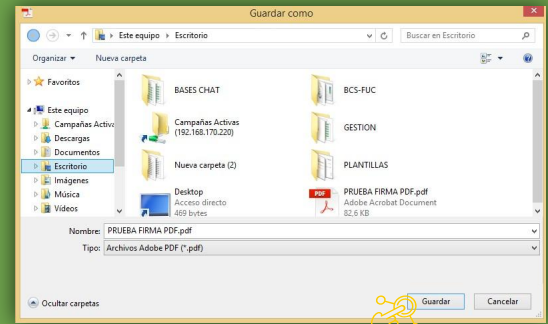 Guardar como
Este equipo ▸ Escritorio
Buscar en Escritorio
Organizar
Nueva carpeta
Favoritos
Este equipo
Campañas Activa
Descargas
Documentos
Escritorio
Imágenes
Música
Vídeos
BASES CHAT
BCS-FUC
Campañas Activas
(192.168.170.220)
GESTION
Nueva carpeta (2)
PLANTILLAS
Desktop
Acceso directo
469 bytes
PDF
PRUEBA FIRMA PDF.pdf
Adobe Acrobat Document
82,6 KB
Nombre: PRUEBA FIRMA PDF.pdf
Tipo: Archivos Adobe PDF (*.pdf)
Ocultar carpetas
Guardar
Cancelar